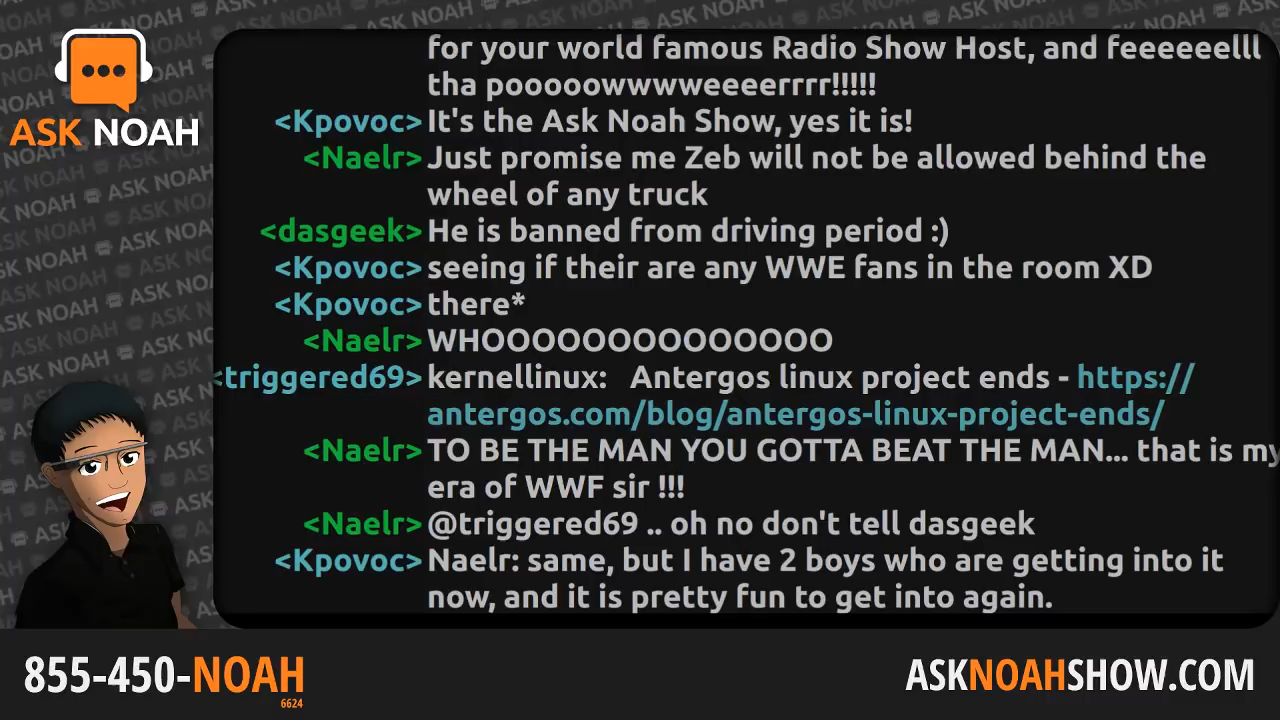 for your world famous Radio Show Host, and feeeeeelll
tha pooooowwwweeeerrrr!!!!!
<Kpovoc> It's the Ask Noah Show, yes it is!
<Naelr> Just promise me Zeb will not be allowed behind the
wheel of any truck
<dasgeek> He is banned from driving period :)
<Kpovoc> seeing if their are any WWE fans in the room XD
<Kpovoc> there*
<Naelr> WHOOOOOOOOOOOOOO
<triggered69> kernellinux: Antergos linux project ends - https://
antergos.com/blog/antergos-linux-project-ends/
<Naelr> TO BE THE MAN YOU GOTTA BEAT THE MAN... that is my
era of WWF sir !!!
<Naelr> @triggered69 .. oh no don't tell dasgeek
<Kpovoc> Naelr: same, but I have 2 boys who are getting into it
now, and it is pretty fun to get into again.
ASK NOAH
855-450-NOAH
6624
ASKNOAHSHOW.COM